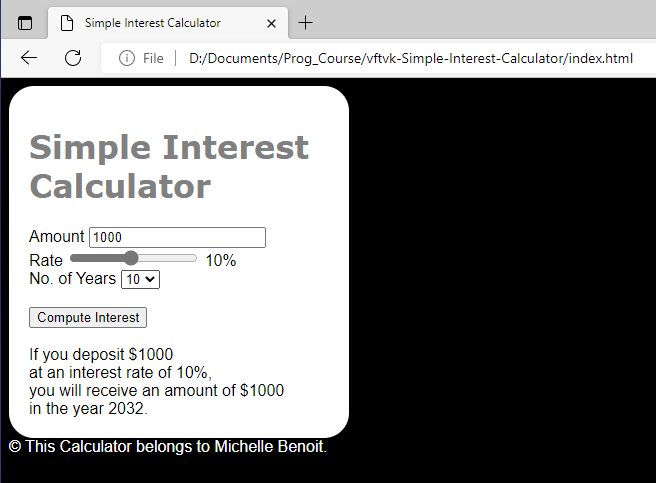 Simple Interest Calculator
File D:/Documents/Prog_Course/vftvk-Simple-Interest-Calculator/index.html
Simple Interest
Calculator
Amount 1000
Rate 10%
No. of Years 10
Compute Interest
If you deposit $1000
at an interest rate of 10%,
you will receive an amount of $1000
in the year 2032.
© This Calculator belongs to Michelle Benoit.